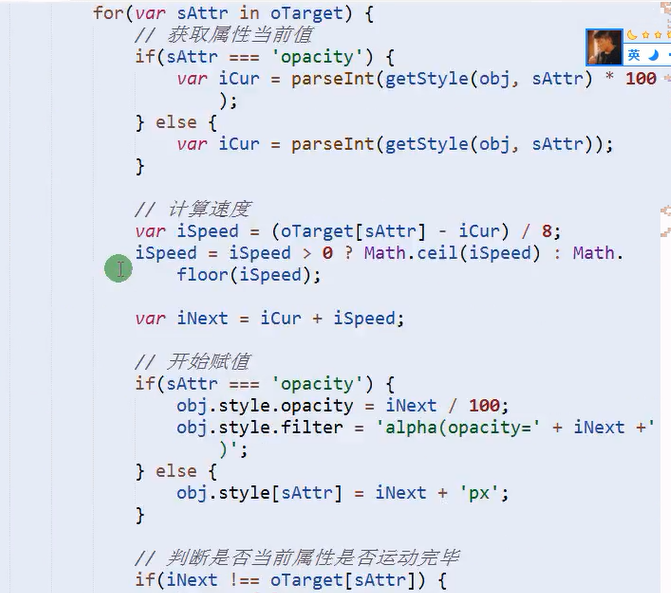 for(var sAttr in oTarget) {
// 获取属性当前值
if(sAttr === 'opacity') {
var iCur = parseInt(getStyle(obj, sAttr) * 100
);
} else {
var iCur = parseInt(getStyle(obj, sAttr));
}
// 计算速度
var iSpeed = (oTarget[sAttr] - iCur) / 8;
iSpeed = iSpeed > 0 ? Math.ceil(iSpeed) : Math.
floor(iSpeed);
var iNext = iCur + iSpeed;
// 开始赋值
if(sAttr === 'opacity') {
obj.style.opacity = iNext / 100;
obj.style.filter = 'alpha(opacity=' + iNext +'
)';
} else {
obj.style[sAttr] = iNext + 'px';
}
// 判断是否当前属性是否运动完毕
if(iNext !== oTarget[sAttr]) {
英